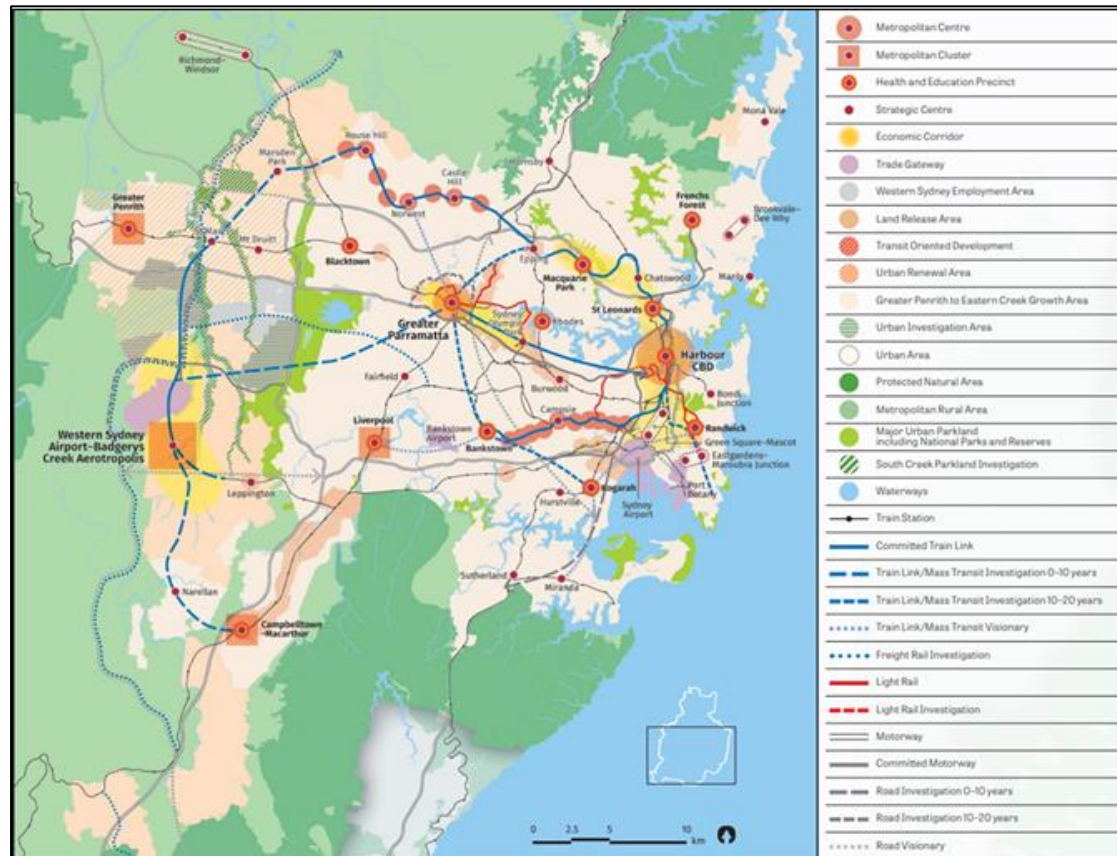 Richmond-
Windsor
Mona Vale
Rouse Hill
Marsden
Park
Hornsby
Castle
Hill
Norwest
Frenchs
Forest
Brookvale-
Dee Why
Greater
Penrith
St Marys
Mt Druitt
Blacktown
Epping
Macquarie
Park
Chatswood
Manly
St Leonards
Greater
Parramatta
Sydney
Olympic
Rhodes
Harbour
CBD
Fairfield
Burwood
Bondi
Junction
Liverpool
Bankstown
Airport
Campsie
Bankstown
Randwick
Green Square-Mascot
Eastgardens-
Maroubra Junction
Western Sydney
Airport-Badgerys
Creek Aerotropolis
Leppington
Kogarah
Hurstville
Sydney
Airport
Port
Botany
Sutherland
Miranda
Narellan
Campbelltown
-Macarthur
0 2.5 5 10
km
Metropolitan Centre
Metropolitan Cluster
Health and Education Precinct
Strategic Centre
Economic Corridor
Trade Gateway
Western Sydney Employment Area
Land Release Area
Transit Oriented Development
Urban Renewal Area
Greater Penrith to Eastern Creek Growth Area
Urban Investigation Area
Urban Area
Protected Natural Area
Metropolitan Rural Area
Major Urban Parkland
including National Parks and Reserves
South Creek Parkland Investigation
Waterways
Train Station
Committed Train Link
Train Link/Mass Transit Investigation 0–10 years
Train Link/Mass Transit Investigation 10–20 years
Train Link/Mass Transit Visionary
Freight Rail Investigation
Light Rail
Light Rail Investigation
Motorway
Committed Motorway
Road Investigation 0–10 years
Road Investigation 10–20 years
Road Visionary